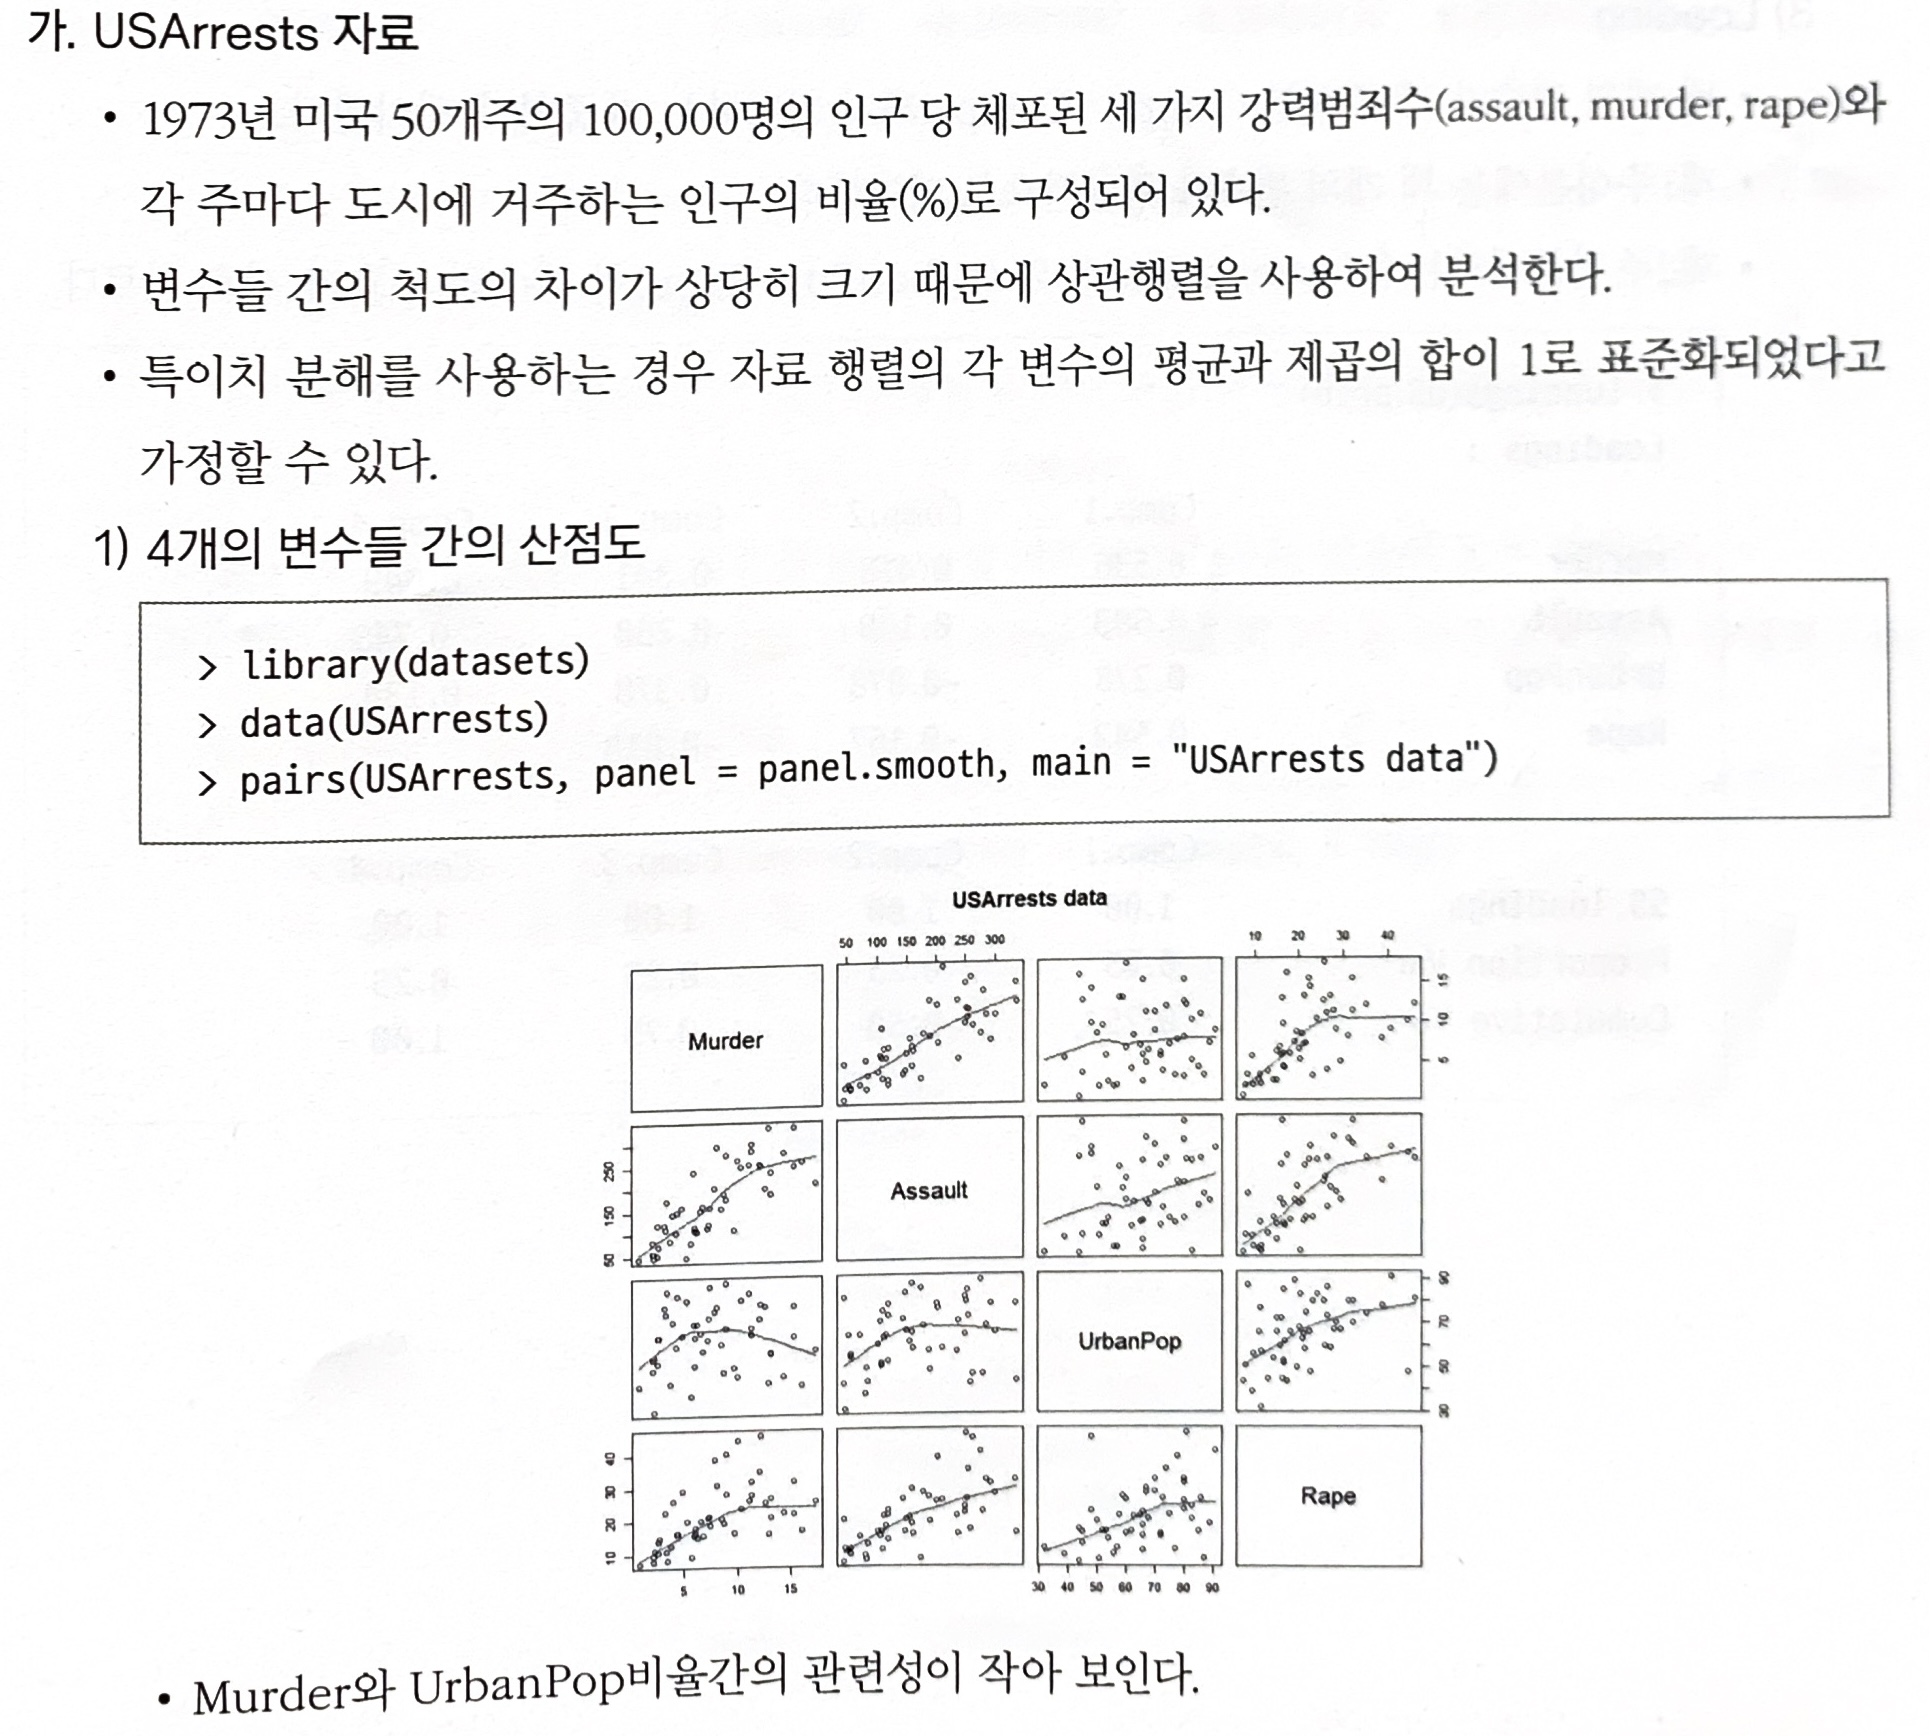 가. USArrests 자료
• 1973년 미국 50개주의 100,000명의 인구 당 체포된 세 가지 강력범죄수(assault, murder, rape)와
각 주마다 도시에 거주하는 인구의 비율(%)로 구성되어 있다.
• 변수들 간의 척도의 차이가 상당히 크기 때문에 상관행렬을 사용하여 분석한다.
• 특이치 분해를 사용하는 경우 자료 행렬의 각 변수의 평균과 제곱의 합이 1로 표준화되었다고
가정할 수 있다.
1) 4개의 변수들 간의 산점도
> library(datasets)
> data(USArrests)
> pairs(USArrests, panel = panel.smooth, main = "USArrests data")
USArrests data
50 100 150 200 250 300
10 20 30 40
Murder
5 10 15
Assault
50 150 250
UrbanPop
30 50 70 90
Rape
10 20 30 40
5 10 15
30 40 50 60 70 80 90
• Murder와 UrbanPop비율간의 관련성이 작아 보인다.